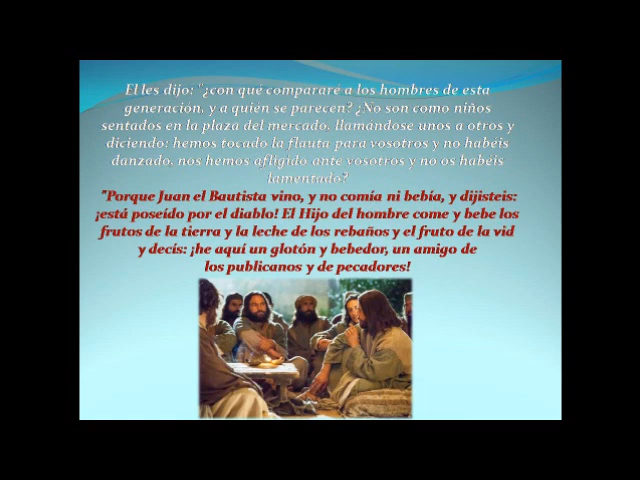 El les dijo: "¿con qué compararé a los hombres de esta
generación, y a quién se parecen? ¿No son como niños
sentados en la plaza del mercado, llamándose unos a otros y
diciendo: hemos tocado la flauta para vosotros y no habéis
danzado, nos hemos afligido ante vosotros y no os habéis
lamentado?
"Porque Juan el Bautista vino, y no comía ni bebía, y dijisteis:
¡está poseído por el diablo! El Hijo del hombre come y bebe los
frutos de la tierra y la leche de los rebaños y el fruto de la vid
y decís: ¡he aquí un glotón y bebedor, un amigo de
los publicanos y de pecadores!